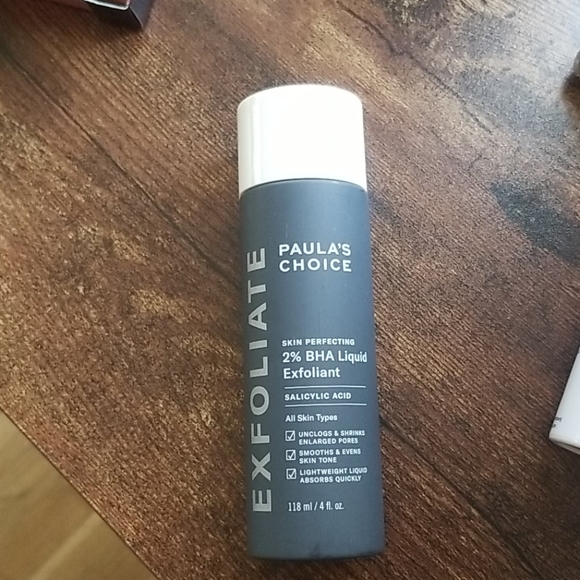 EXFOLIATE
PAULA'S
CHOICE
SKIN PERFECTING
2% BHA Liquid
Exfoliant
SALICYLIC ACID
All Skin Types
UNCLOGS & SHRINKS
ENLARGED PORES
SMOOTHS & EVENS
SKIN TONE
LIGHTWEIGHT LIQUID
ABSORBS QUICKLY
118 ml / 4 fl. oz.